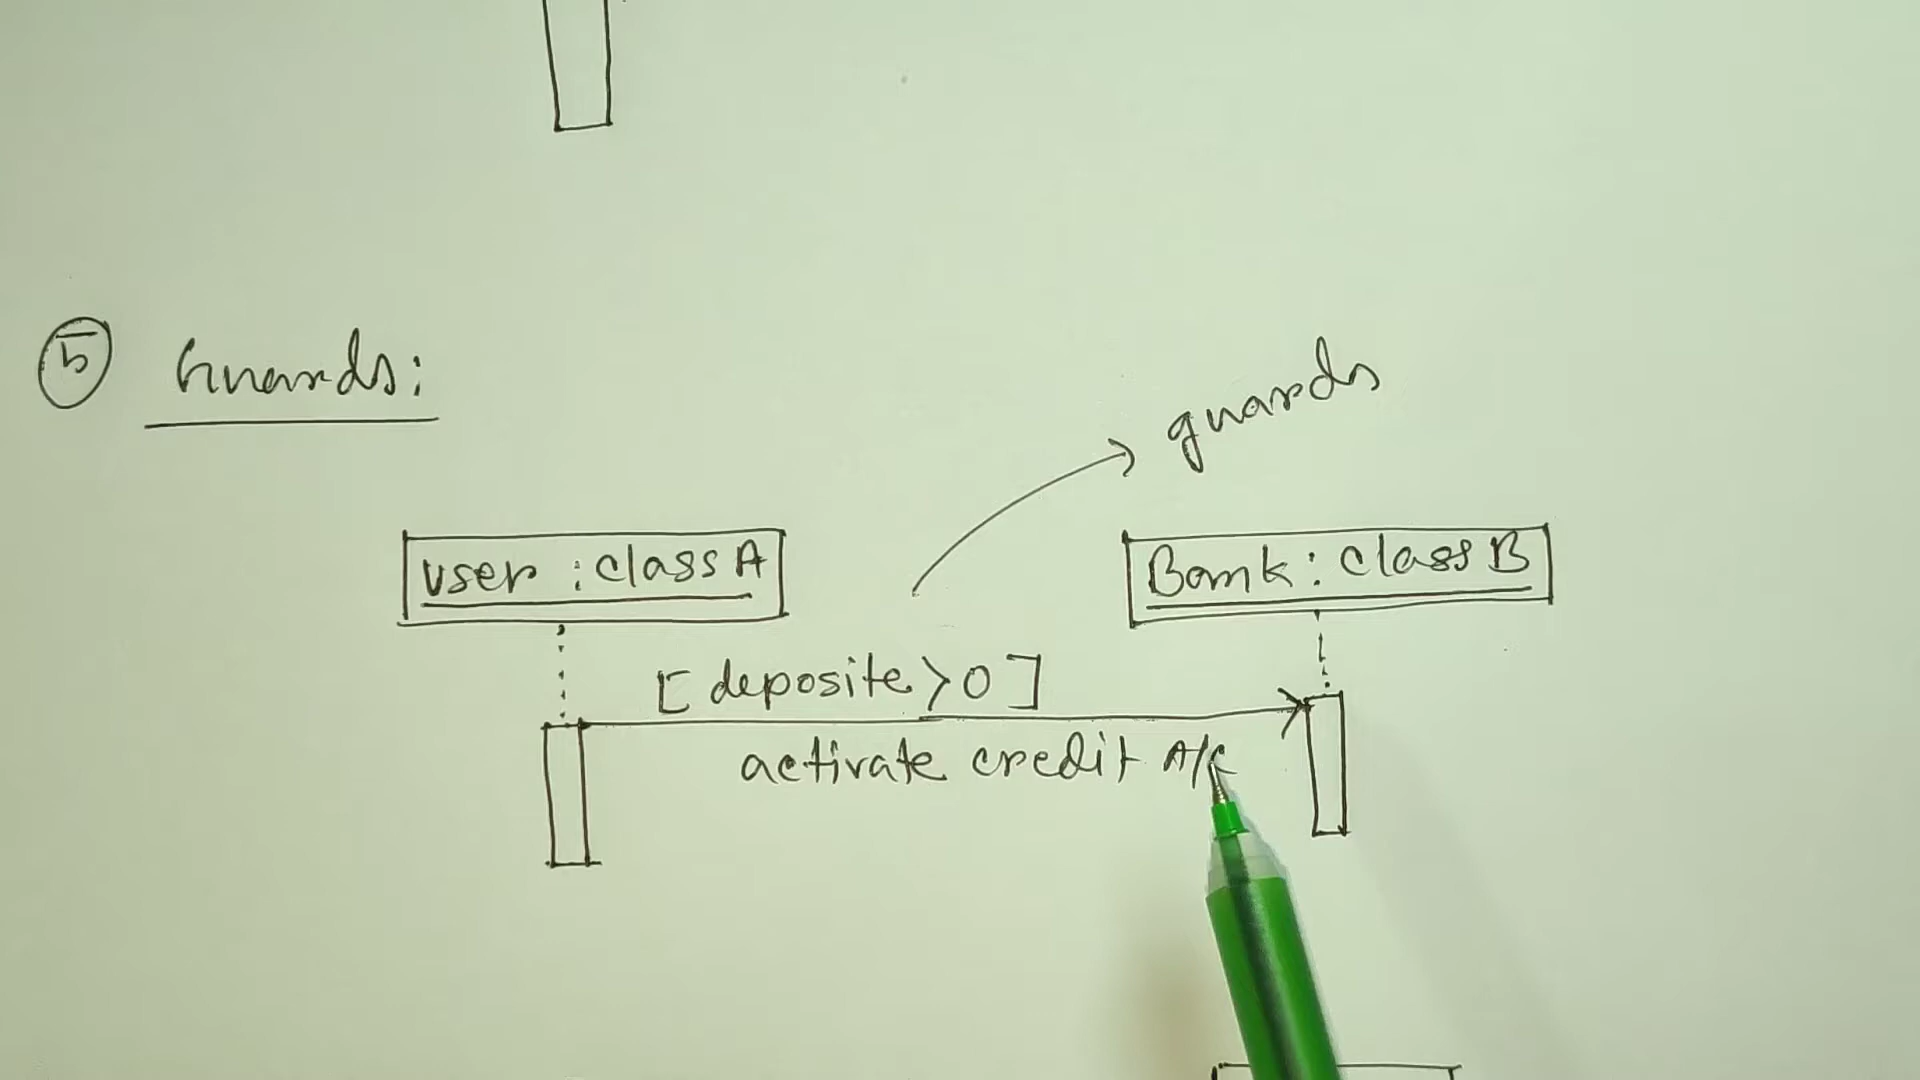 5 Guards:
guards
User : class A
Bank : class B
[ deposite > 0 ]
activate credit A/C